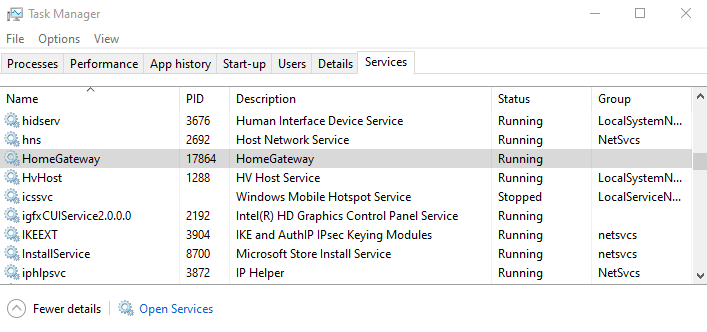 Task Manager
File Options View
Processes Performance App history Start-up Users Details Services
Name PID Description Status Group
hidserv 3676 Human Interface Device Service Running LocalSystemN...
hns 2692 Host Network Service Running NetSvcs
HomeGateway 17864 HomeGateway Running
HvHost 1288 HV Host Service Running LocalSystemN...
icssvc Windows Mobile Hotspot Service Stopped LocalServiceN...
igfxCUIService2.0.0.0 2192 Intel(R) HD Graphics Control Panel Service Running
IKEEXT 3904 IKE and AuthIP IPsec Keying Modules Running netsvcs
InstallService 8700 Microsoft Store Install Service Running netsvcs
iphlpsvc 3872 IP Helper Running NetSvcs
Fewer details Open Services